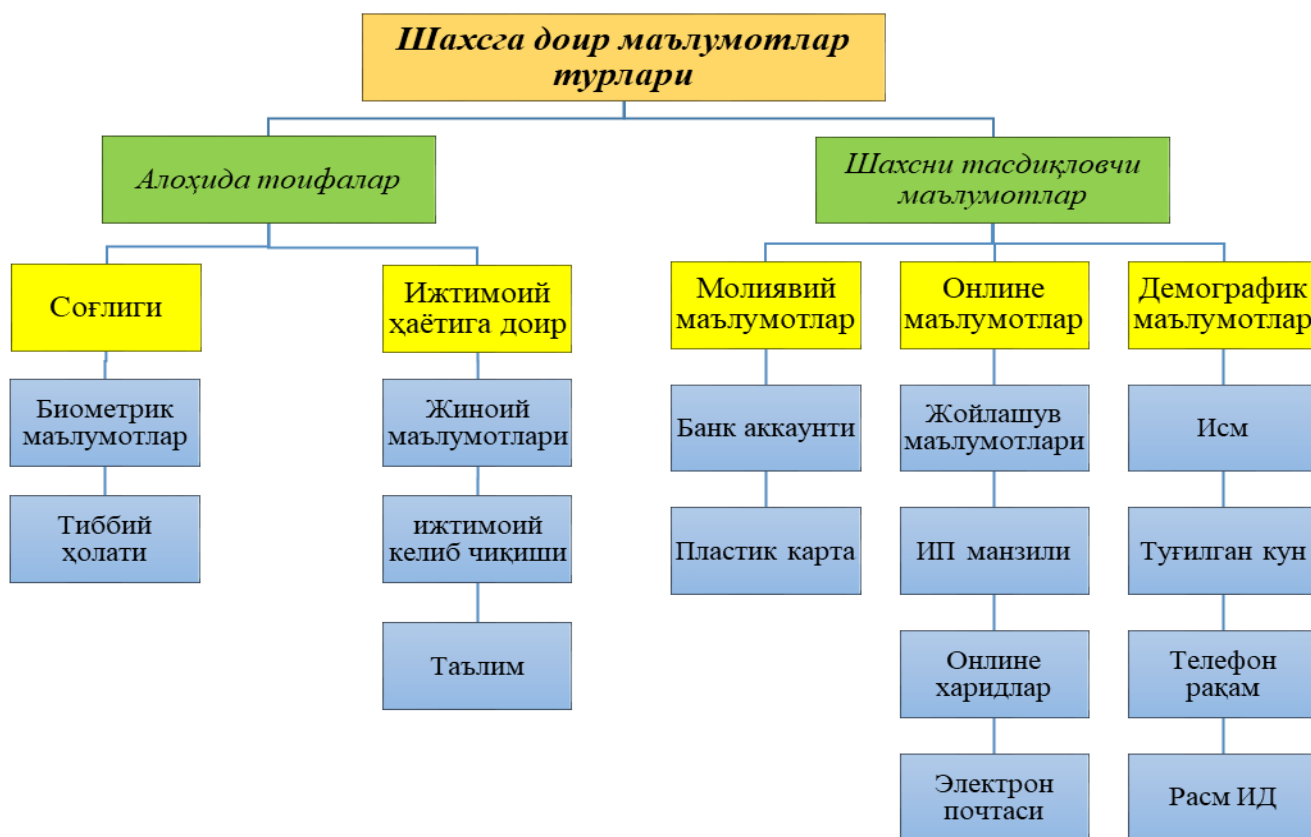 Шахсга доир маълумотлар
турлари
Алоҳида тоифалар
Шахсни тасдиқловчи
маълумотлар
Соғлиги
Ижтимоий
ҳаётига доир
Молиявий
маълумотлар
Онлине
маълумотлар
Демографик
маълумотлар
Биометрик
маълумотлар
Жиноий
маълумотлари
Банк аккаунти
Жойлашув
маълумотлари
Исм
Тиббий
ҳолати
ижтимоий
келиб чиқиши
Пластик карта
ИП манзили
Туғилган кун
Таълим
Онлине
харидлар
Телефон
рақам
Электрон
почтаси
Расм ИД